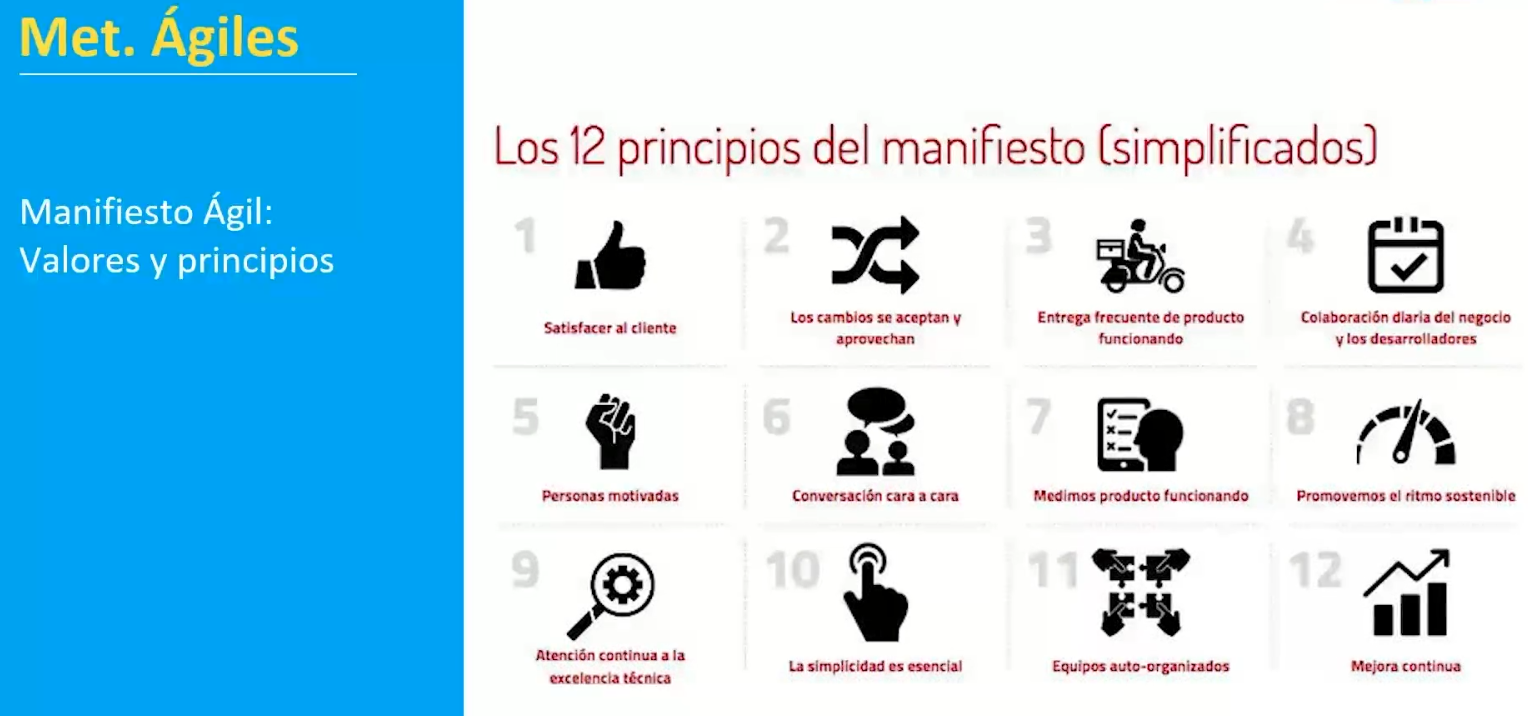 Met. Ágiles
Manifiesto Ágil:
Valores y principios
Los 12 principios del manifiesto (simplificados)
1
Satisfacer al cliente
2
Los cambios se aceptan y
aprovechan
3
Entrega frecuente de producto
funcionando
4
Colaboración diaria del negocio
y los desarrolladores
5
Personas motivadas
6
Conversación cara a cara
7
Medimos producto funcionando
8
Promovemos el ritmo sostenible
9
Atención continua a la
excelencia técnica
10
La simplicidad es esencial
11
Equipos auto-organizados
12
Mejora continua